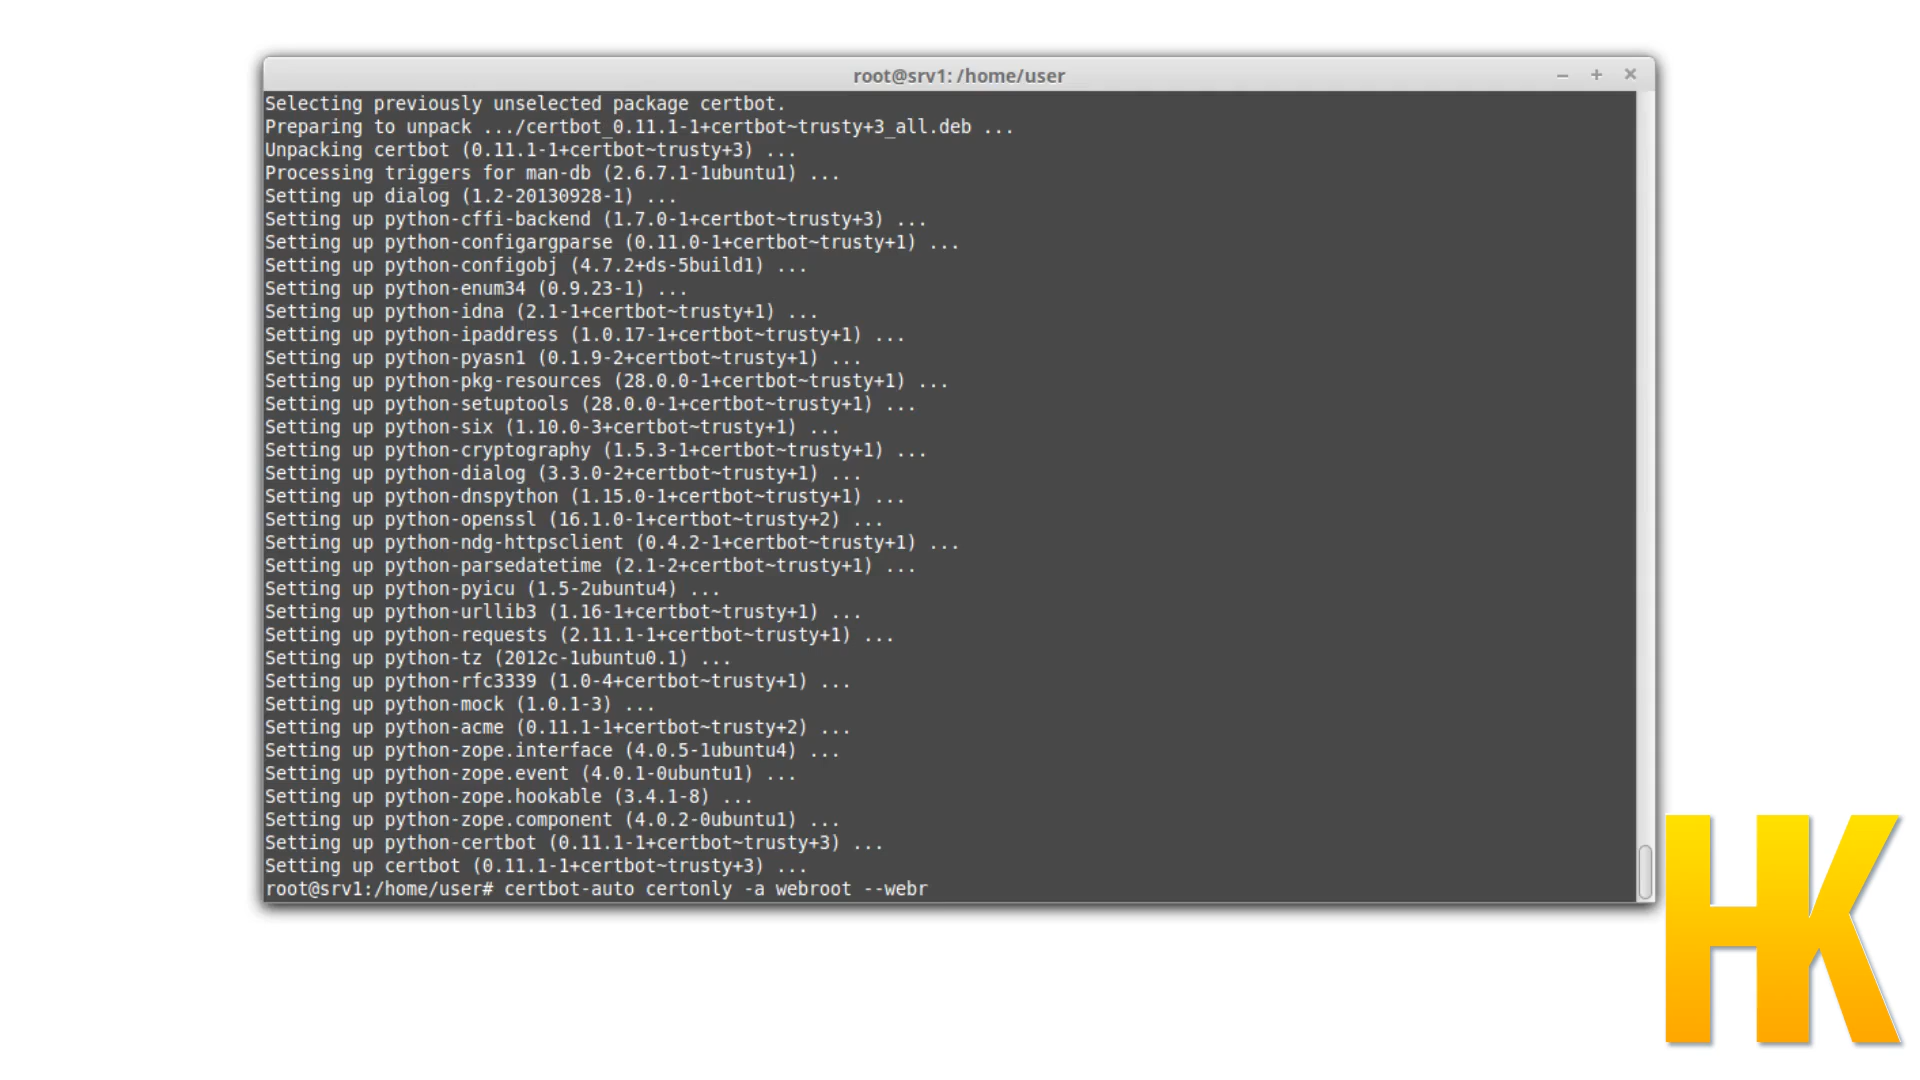 root@srv1: /home/user
Selecting previously unselected package certbot.
Preparing to unpack .../certbot_0.11.1-1+certbot~trusty+3_all.deb ...
Unpacking certbot (0.11.1-1+certbot~trusty+3) ...
Processing triggers for man-db (2.6.7.1-1ubuntu1) ...
Setting up dialog (1.2-20130928-1) ...
Setting up python-cffi-backend (1.7.0-1+certbot~trusty+3) ...
Setting up python-configargparse (0.11.0-1+certbot~trusty+1) ...
Setting up python-configobj (4.7.2+ds-5build1) ...
Setting up python-enum34 (0.9.23-1) ...
Setting up python-idna (2.1-1+certbot~trusty+1) ...
Setting up python-ipaddress (1.0.17-1+certbot~trusty+1) ...
Setting up python-pyasn1 (0.1.9-2+certbot~trusty+1) ...
Setting up python-pkg-resources (28.0.0-1+certbot~trusty+1) ...
Setting up python-setuptools (28.0.0-1+certbot~trusty+1) ...
Setting up python-six (1.10.0-3+certbot~trusty+1) ...
Setting up python-cryptography (1.5.3-1+certbot~trusty+1) ...
Setting up python-dialog (3.3.0-2+certbot~trusty+1) ...
Setting up python-dnspython (1.15.0-1+certbot~trusty+1) ...
Setting up python-openssl (16.1.0-1+certbot~trusty+2) ...
Setting up python-ndg-httpsclient (0.4.2-1+certbot~trusty+1) ...
Setting up python-parsedatetime (2.1-2+certbot~trusty+1) ...
Setting up python-pyicu (1.5-2ubuntu4) ...
Setting up python-urllib3 (1.16-1+certbot~trusty+1) ...
Setting up python-requests (2.11.1-1+certbot~trusty+1) ...
Setting up python-tz (2012c-1ubuntu0.1) ...
Setting up python-rfc3339 (1.0-4+certbot~trusty+1) ...
Setting up python-mock (1.0.1-3) ...
Setting up python-acme (0.11.1-1+certbot~trusty+2) ...
Setting up python-zope.interface (4.0.5-1ubuntu4) ...
Setting up python-zope.event (4.0.1-0ubuntu1) ...
Setting up python-zope.hookable (3.4.1-8) ...
Setting up python-zope.component (4.0.2-0ubuntu1) ...
Setting up python-certbot (0.11.1-1+certbot~trusty+3) ...
Setting up certbot (0.11.1-1+certbot~trusty+3) ...
root@srv1:/home/user# certbot-auto certonly -a webroot --webr
HK